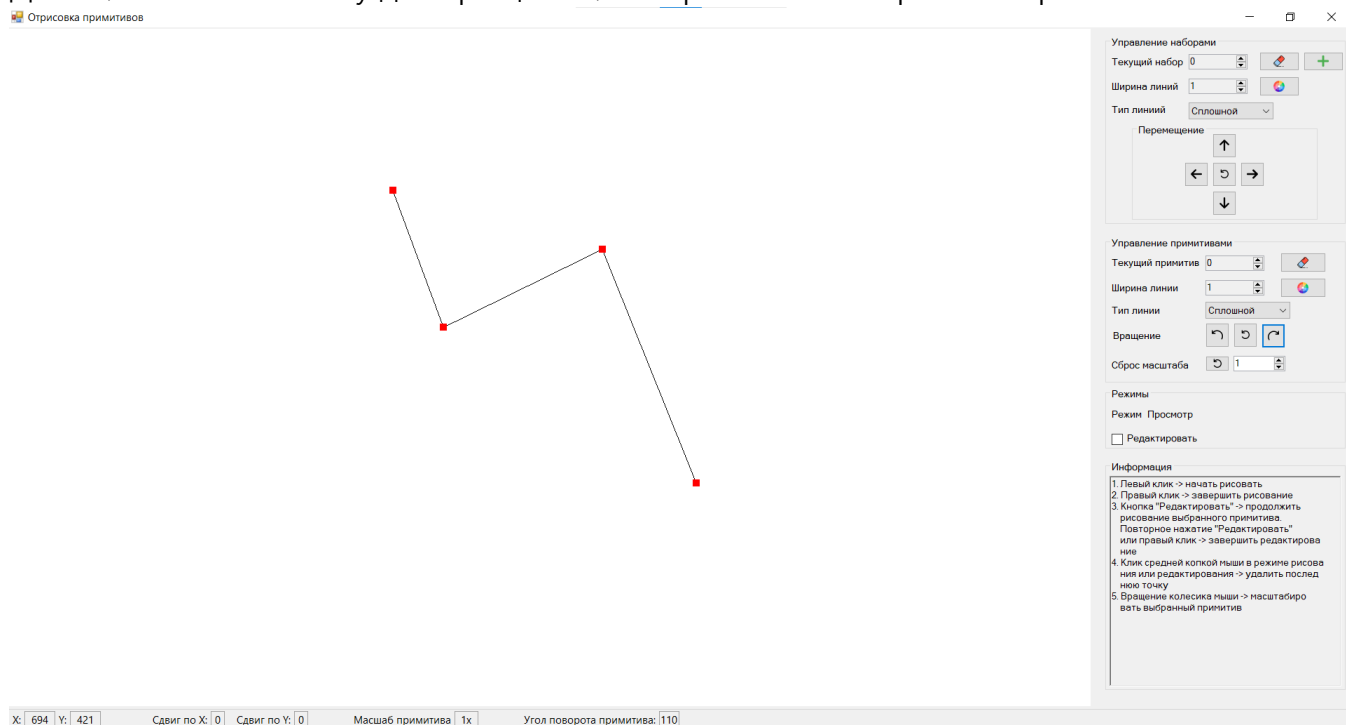 Отрисовка примитивов
Управление наборами
Текущий набор 0
Ширина линий 1
Тип линиий Сплошной
Перемещение
Управление примитивами
Текущий примитив 0
Ширина линии 1
Тип линии Сплошной
Вращение
Сброс масштаба 1
Режимы
Режим Просмотр
Редактировать
Информация
1. Левый клик -> начать рисовать
2. Правый клик -> завершить рисование
3. Кнопка "Редактировать" -> продолжить
рисование выбранного примитива.
Повторное нажатие "Редактировать"
или правый клик -> завершить редактирова
ние
4. Клик средней копкой мыши в режиме рисова
ния или редактирования -> удалить послед
нюю точку
5. Вращение колесика мыши -> масштабиро
вать выбранный примитив
X: 694 Y: 421 Сдвиг по X: 0 Сдвиг по Y: 0 Масшаб примитива 1x Угол поворота примитива: 110